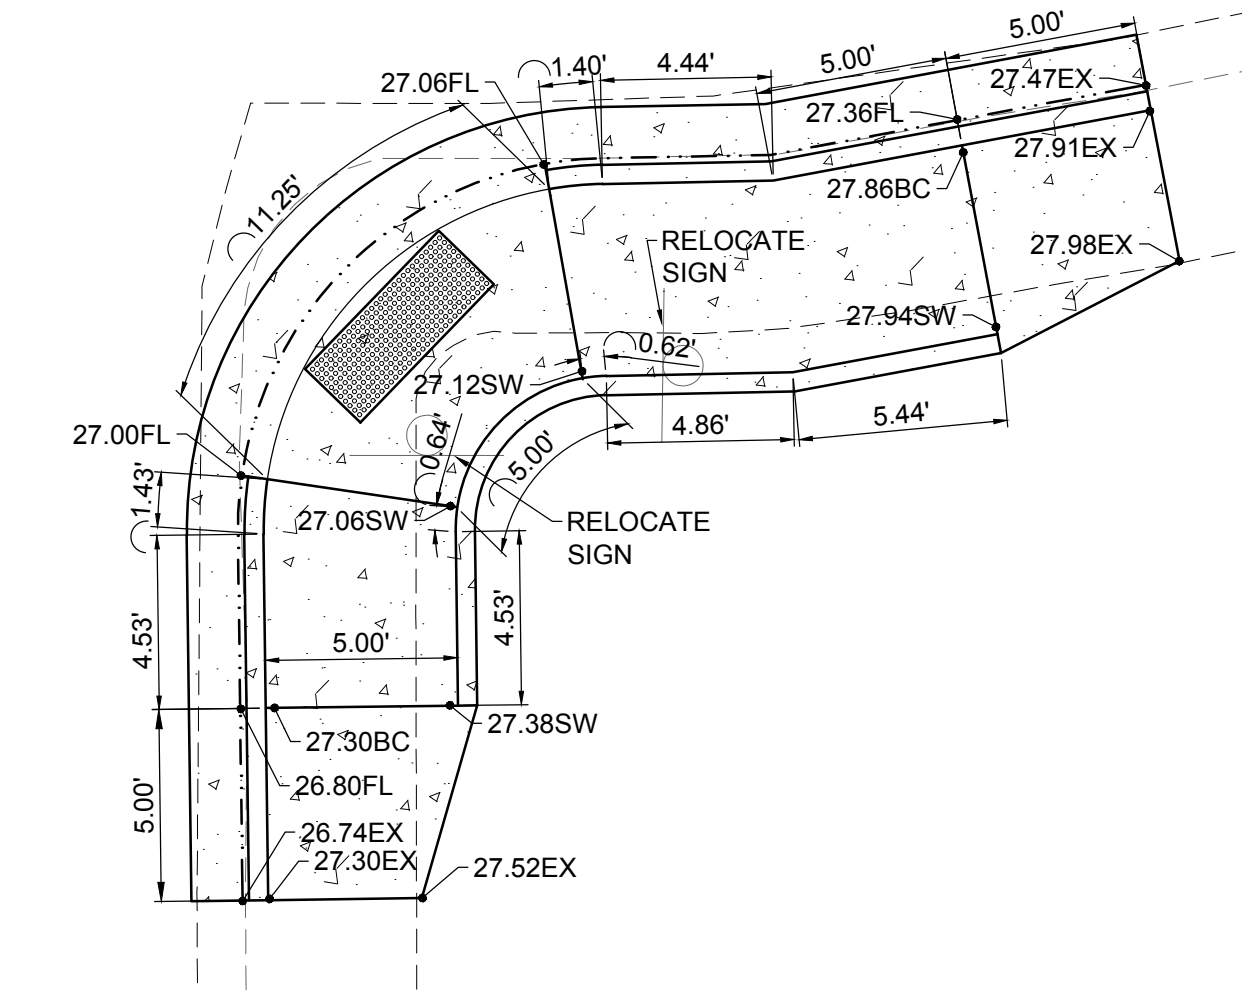 5.00'
1.40'
4.44'
5.00'
27.06FL
27.47EX
27.36FL
27.91EX
27.86BC
11.25'
RELOCATE
SIGN
27.98EX
27.94SW
0.62'
27.12SW
4.86'
5.44'
27.00FL
0.64'
5.00'
1.43'
27.06SW
RELOCATE
SIGN
4.53'
5.00'
4.53'
27.38SW
27.30BC
26.80FL
5.00'
26.74EX
27.30EX
27.52EX